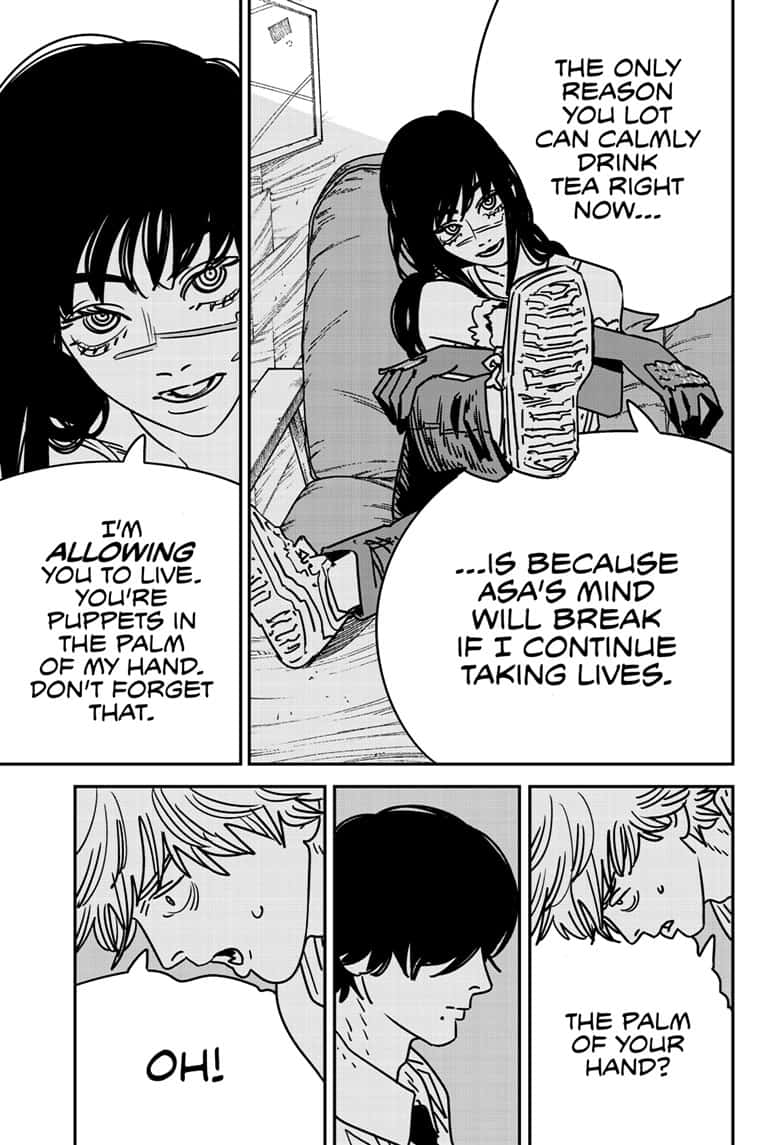 THE ONLY
REASON
YOU LOT
CAN CALMLY
DRINK
TEA RIGHT
NOW...
...IS BECAUSE
ASA'S MIND
WILL BREAK
IF I CONTINUE
TAKING LIVES.
I'M
ALLOWING
YOU TO LIVE.
YOU'RE
PUPPETS IN
THE PALM
OF MY HAND.
DON'T FORGET
THAT.
THE PALM
OF YOUR
HAND?
OH!